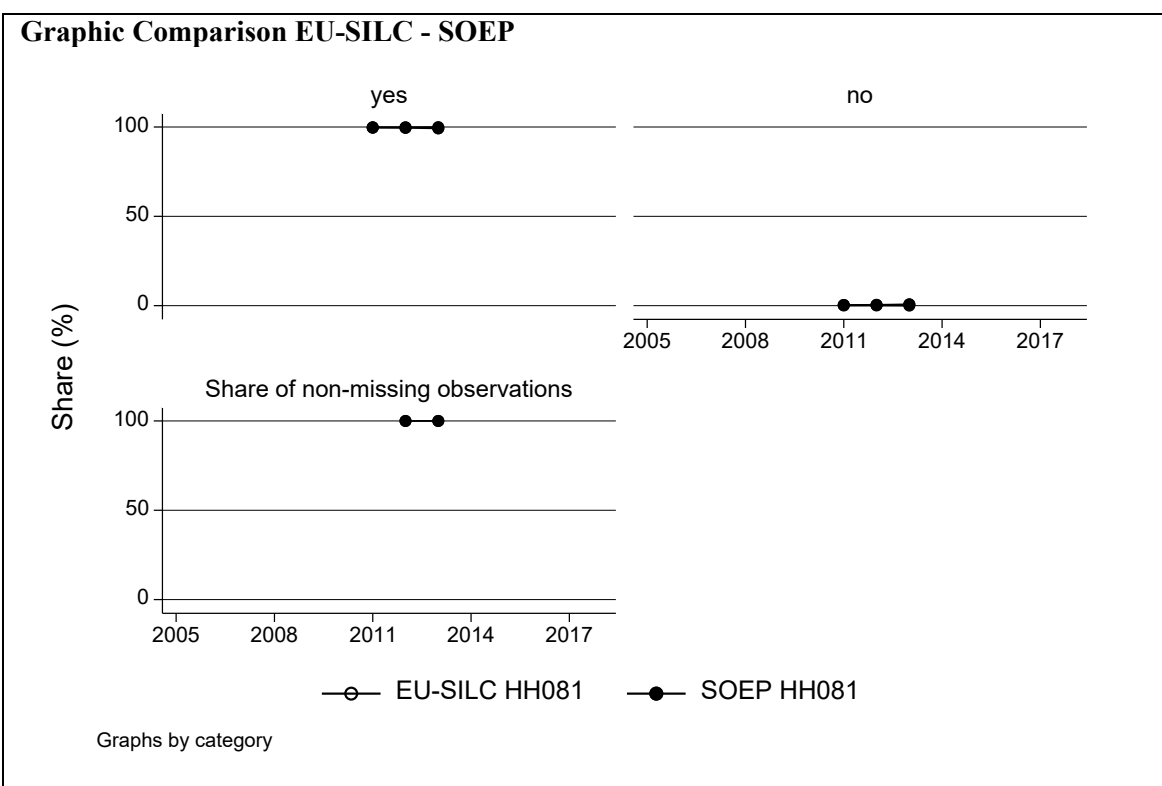 Graphic Comparison EU-SILC - SOEP
yes
no
100
50
0
2005 2008 2011 2014 2017
Share (%)
Share of non-missing observations
100
50
0
2005 2008 2011 2014 2017
EU-SILC HH081 SOEP HH081
Graphs by category